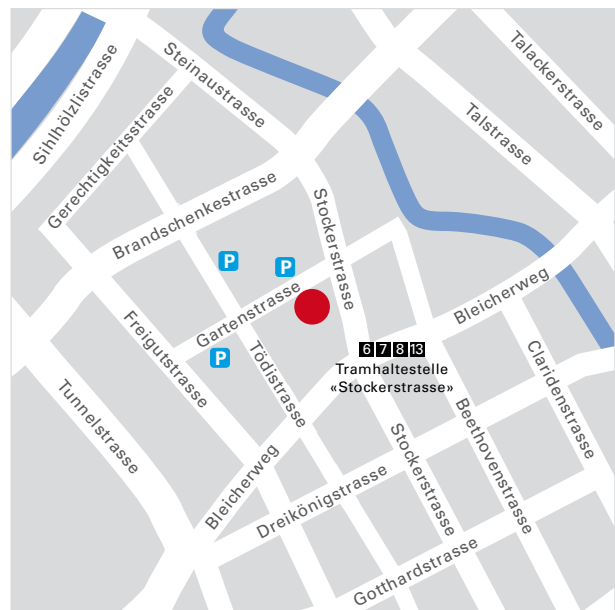 Sihlhölzlistrasse
Steinaustrasse
Talackerstrasse
Talstrasse
Gerechtigkeitsstrasse
Brandschenkestrasse
Stockerstrasse
P
P
Gartenstrasse
Bleicherweg
Freigutstrasse
P
Tödistrasse
6 7 8 13
Tramhaltestelle
«Stockerstrasse»
Claridenstrasse
Tunnelstrasse
Beethovenstrasse
Stockerstrasse
Bleicherweg
Dreikönigstrasse
Gotthardstrasse